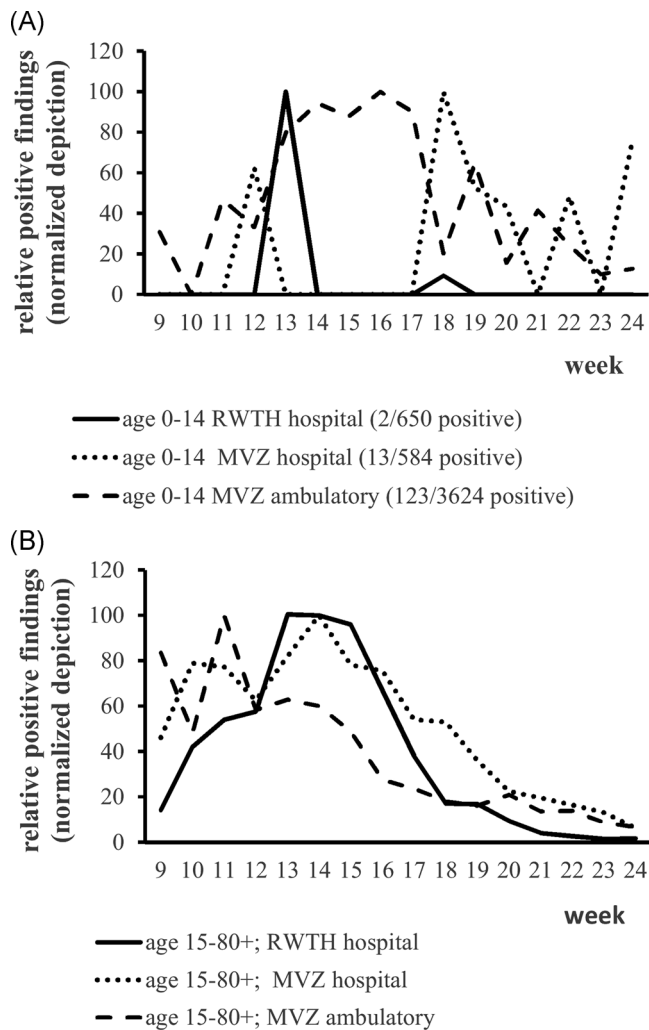 (A)
relative positive findings
(normalized depiction)
120
100
80
60
40
20
0
9 10 11 12 13 14 15 16 17 18 19 20 21 22 23 24
week
age 0-14 RWTH hospital (2/650 positive)
age 0-14 MVZ hospital (13/584 positive)
age 0-14 MVZ ambulatory (123/3624 positive)
(B)
relative positive findings
(normalized depiction)
120
100
80
60
40
20
0
9 10 11 12 13 14 15 16 17 18 19 20 21 22 23 24
week
age 15-80+; RWTH hospital
age 15-80+; MVZ hospital
age 15-80+; MVZ ambulatory